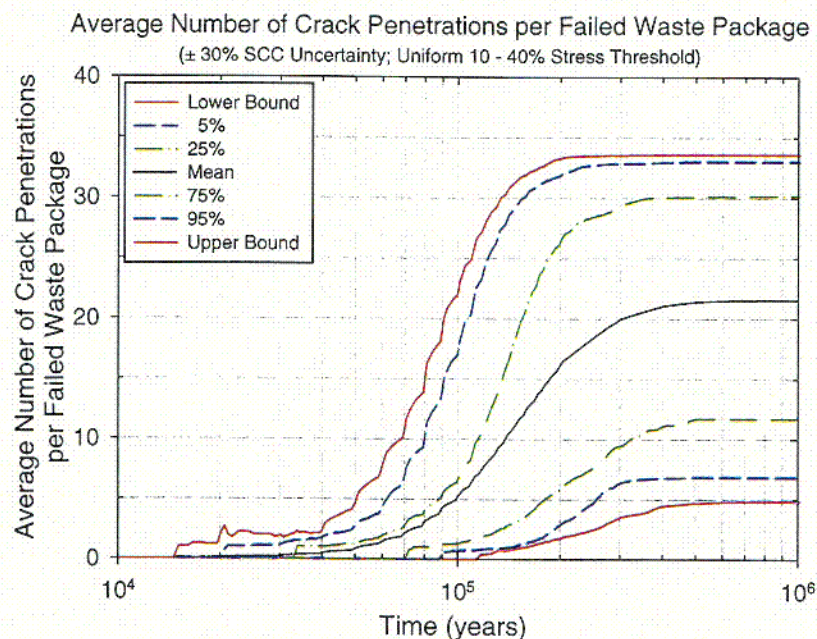 Average Number of Crack Penetrations per Failed Waste Package
(± 30% SCC Uncertainty; Uniform 10 - 40% Stress Threshold)
Average Number of Crack Penetrations
per Failed Waste Package
40
30
20
10
0
Lower Bound
5%
25%
Mean
75%
95%
Upper Bound
10⁴
10⁵
10⁶
Time (years)